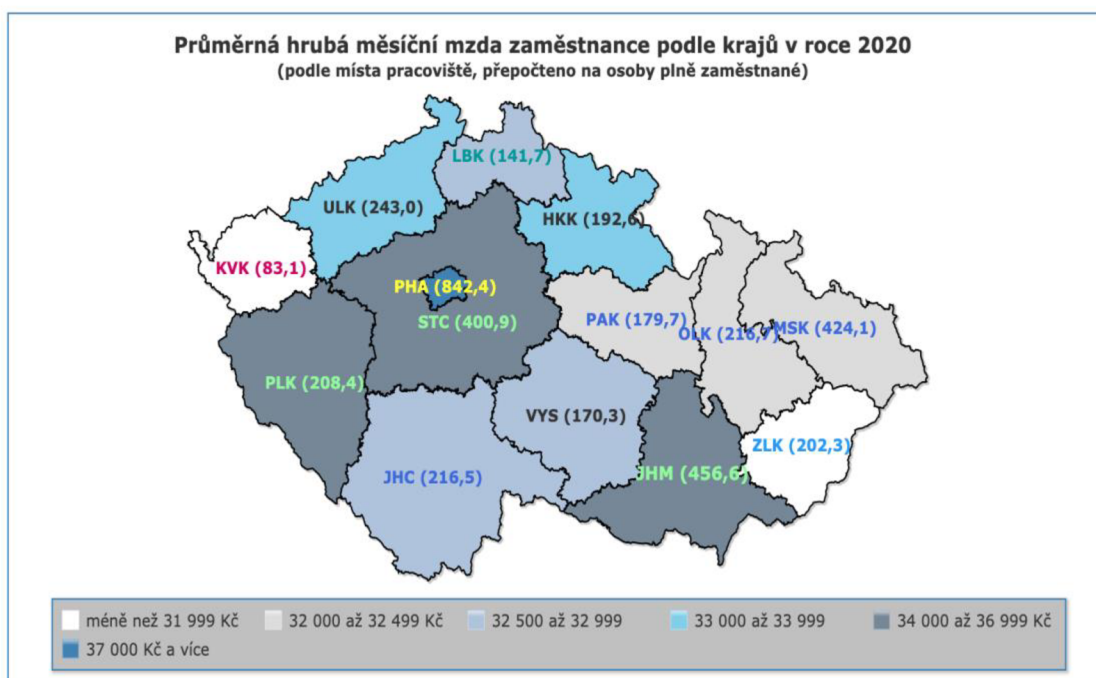 Průměrná hrubá měsíční mzda zaměstnance podle krajů v roce 2020
(podle místa pracoviště, přepočteno na osoby plně zaměstnané)
LBK (141,7)
ULK (243,0)
HKK (192,6)
KVK (83,1)
PHA (842,4)
STC (400,9)
PAK (179,7)
OLK (216,7)
MSK (424,1)
PLK (208,4)
VYS (170,3)
ZLK (202,3)
JHC (216,5)
JHM (456,6)
méně než 31 999 Kč
32 000 až 32 499 Kč
32 500 až 32 999
33 000 až 33 999
34 000 až 36 999 Kč
37 000 Kč a více